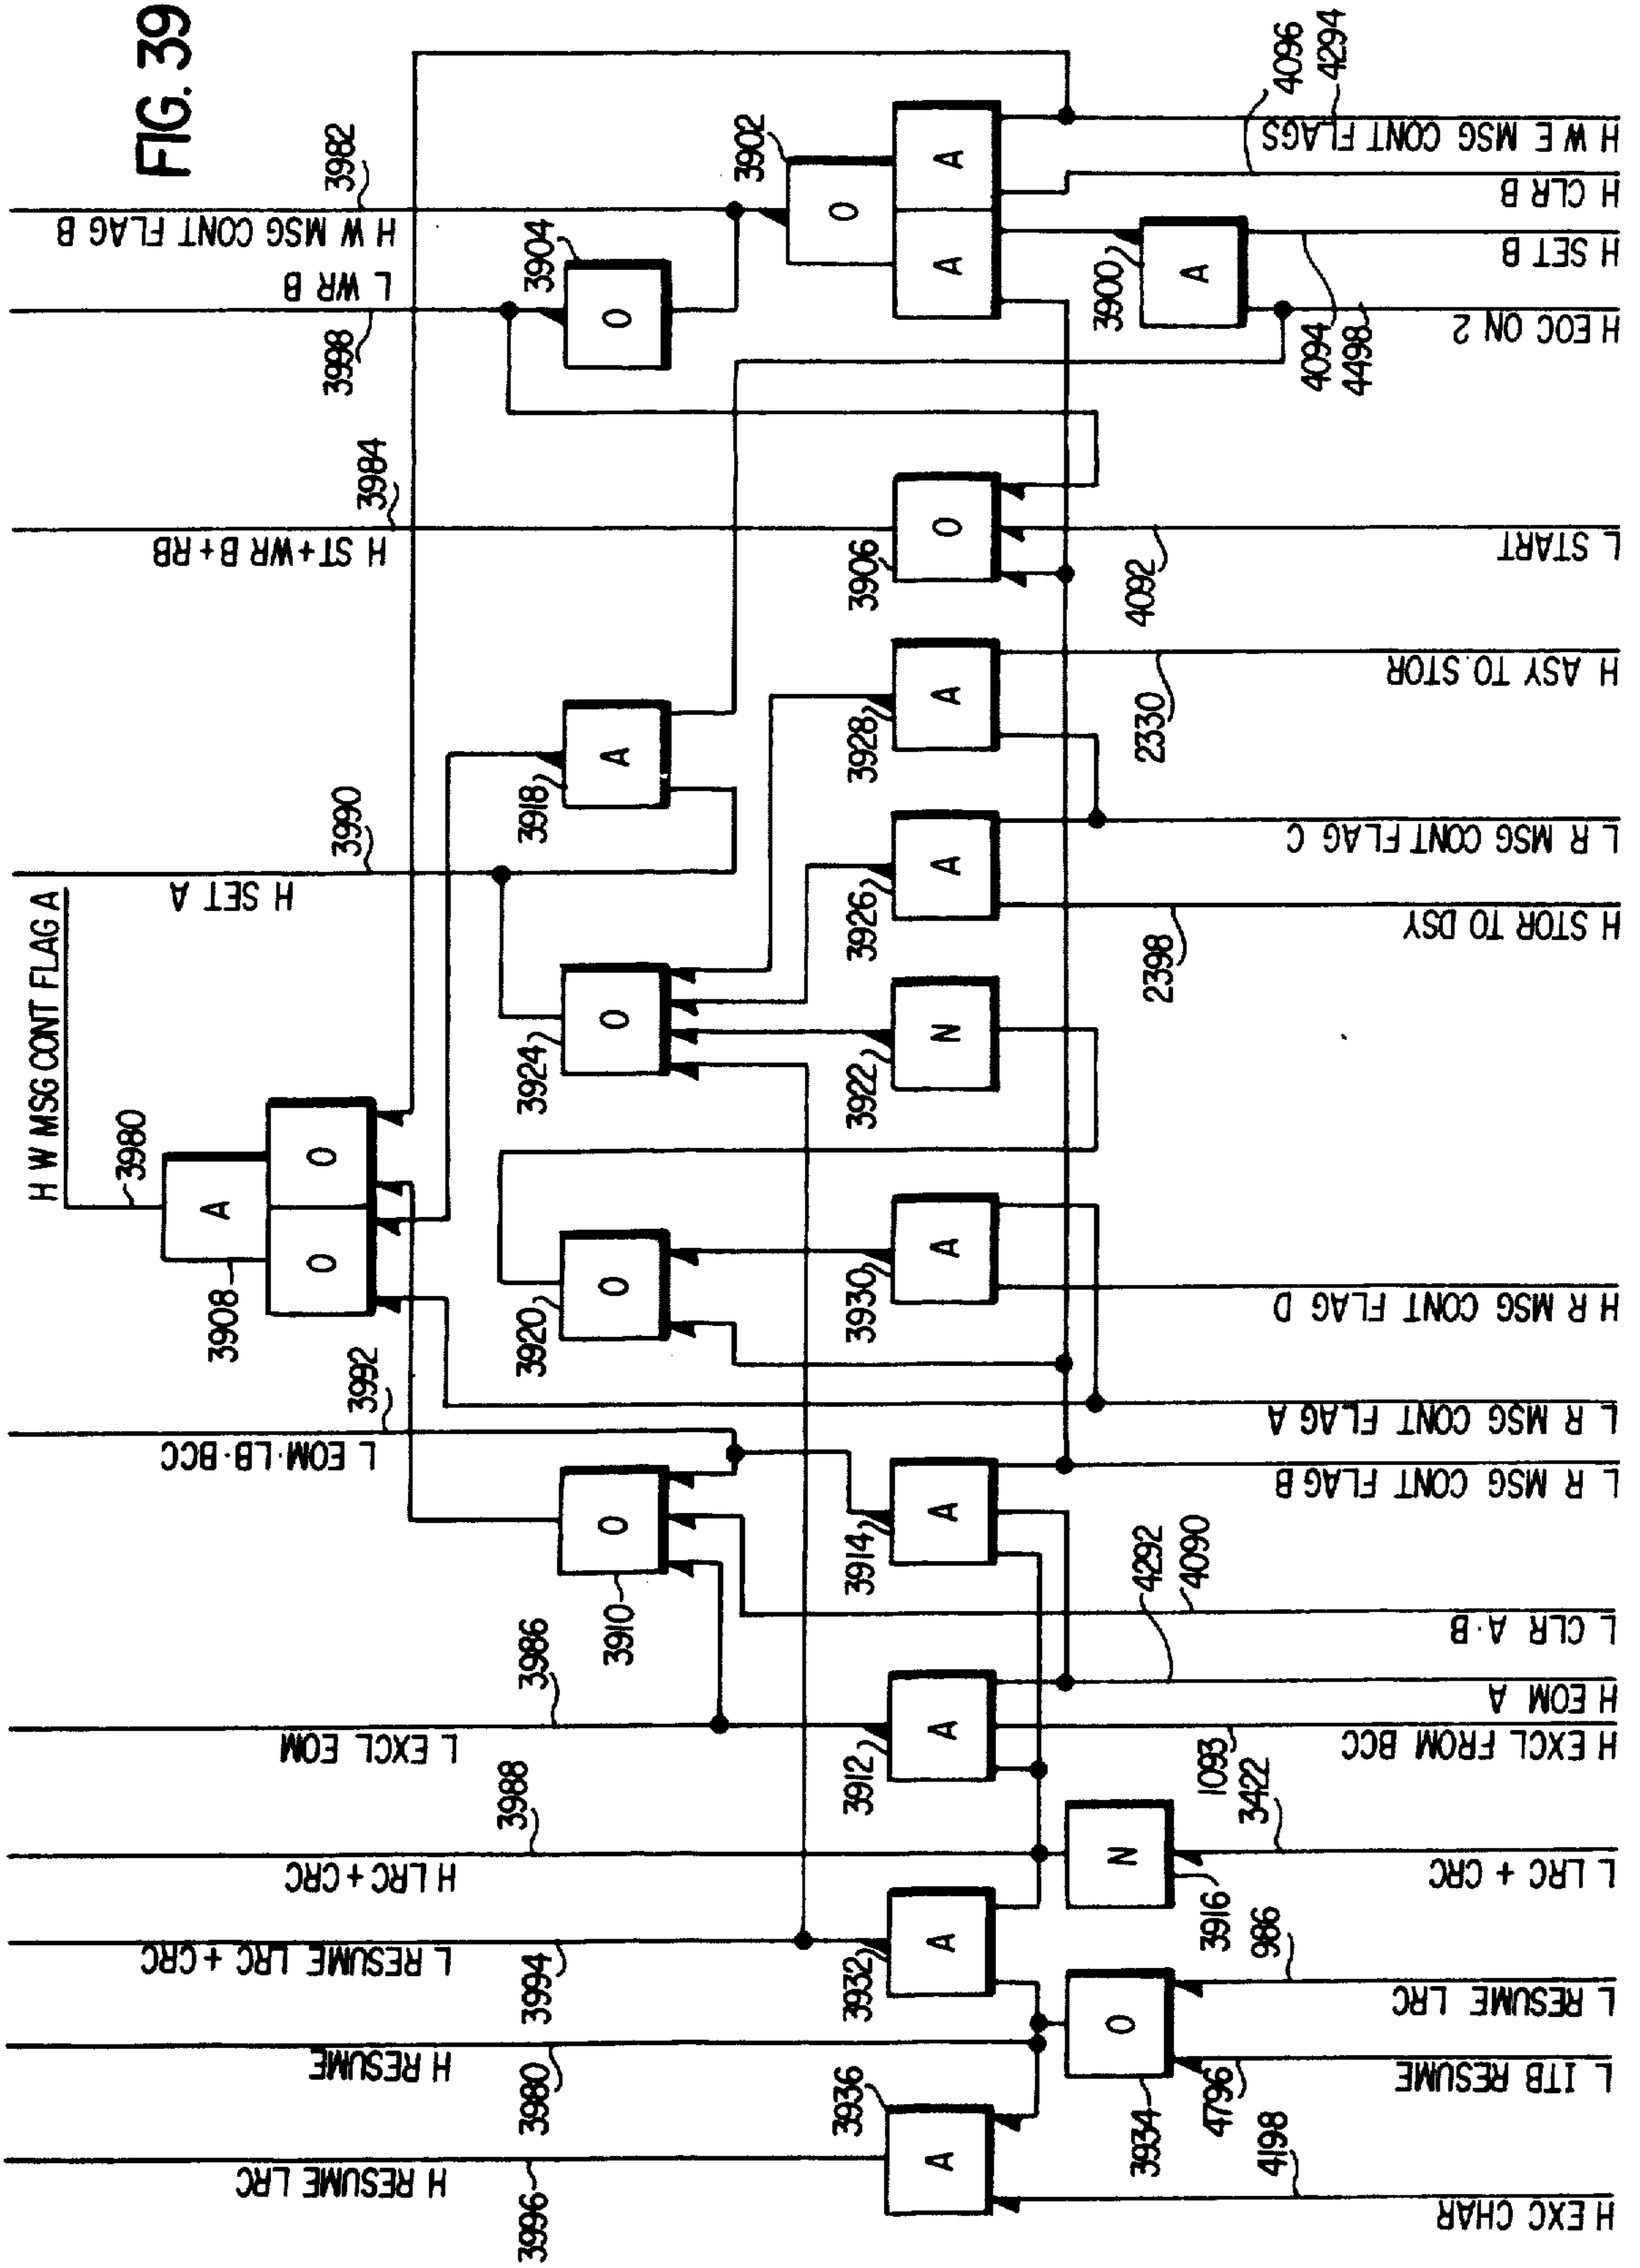 FIG. 39
H W MSG CONT FLAG A
3980
H W MSG CONT FLAG B
3982
L WR B
3998
3904
O
3902
O
A
A
H ST+WR B+RB
3984
H SET A
3990
3908
A
O
O
L EOM·LB·BCC
3992
3918
A
3924
O
3920
O
3910
O
L EXCL EOM
3986
H LRC + CRC
3988
L RESUME LRC + CRC
3994
H RESUME
3980
H RESUME LRC
3996
3900
A
3906
O
3928
A
3926
A
3922
N
3930
A
3914
A
3912
A
3932
A
3936
A
3916
N
3934
O
4096
4294
H W E MSG CONT FLAGS
H CLR B
H SET B
4094
4498
H EOC ON 2
4092
L START
2330
H ASY TO STOR
L R MSG CONT FLAG C
2398
H STOR TO DSY
H R MSG CONT FLAG D
L R MSG CONT FLAG A
L R MSG CONT FLAG B
4292
4090
L CLR A·B
H EOM A
1093
H EXCL FROM BCC
3422
L LRC + CRC
986
L RESUME LRC
4796
L ITB RESUME
4198
H EXC CHAR